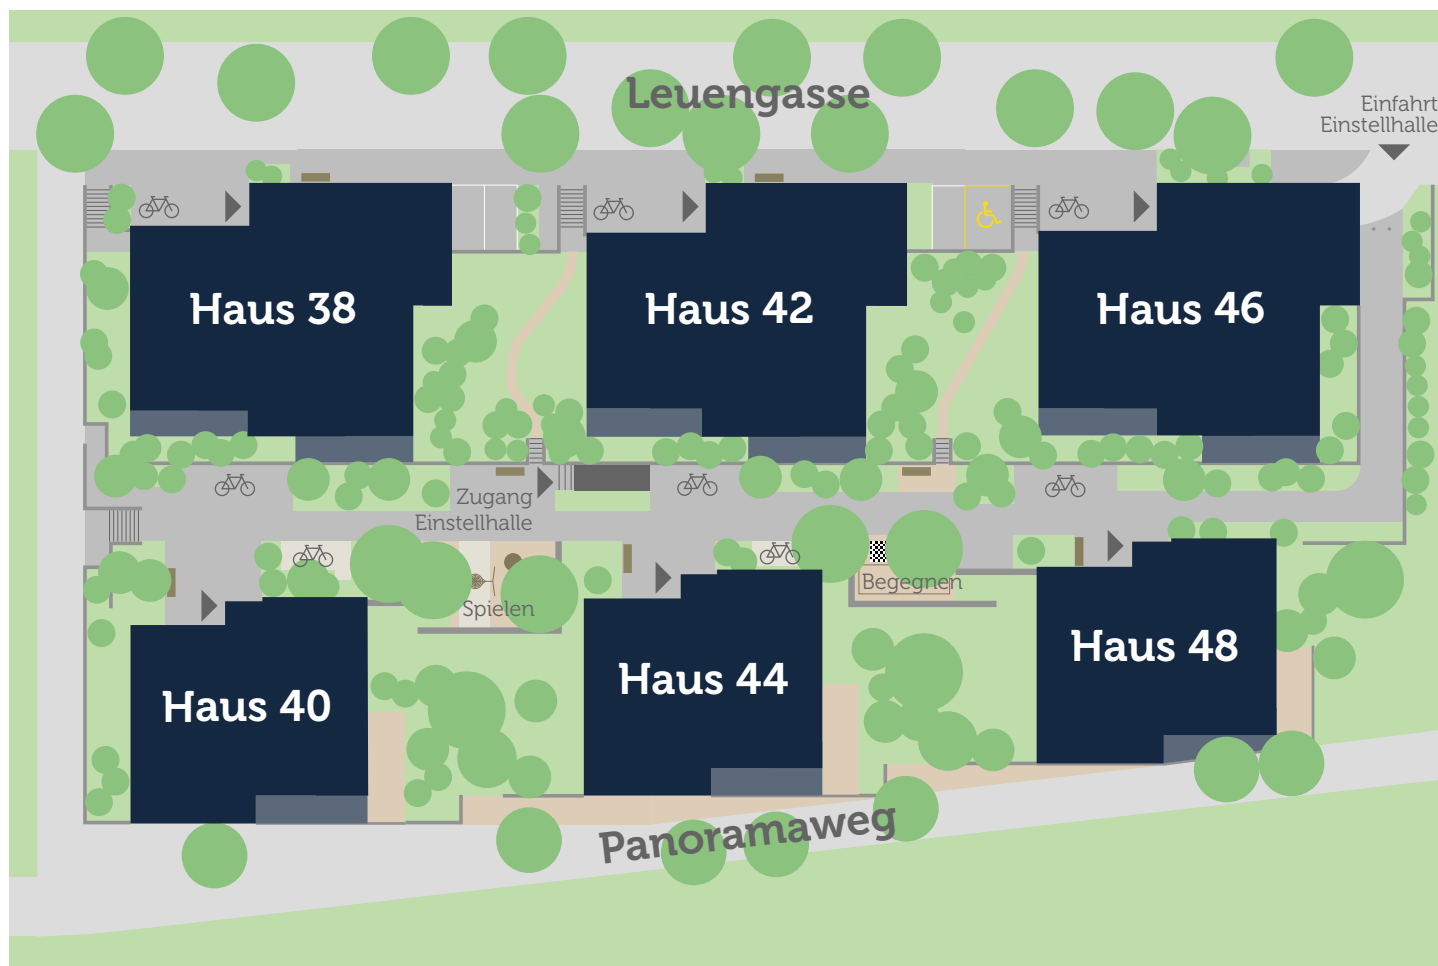 Leuengasse
Einfahrt
Einstellhalle
Haus 38
Haus 42
Haus 46
Zugang
Einstellhalle
Spielen
Begegnen
Haus 40
Haus 44
Haus 48
Panoramaweg